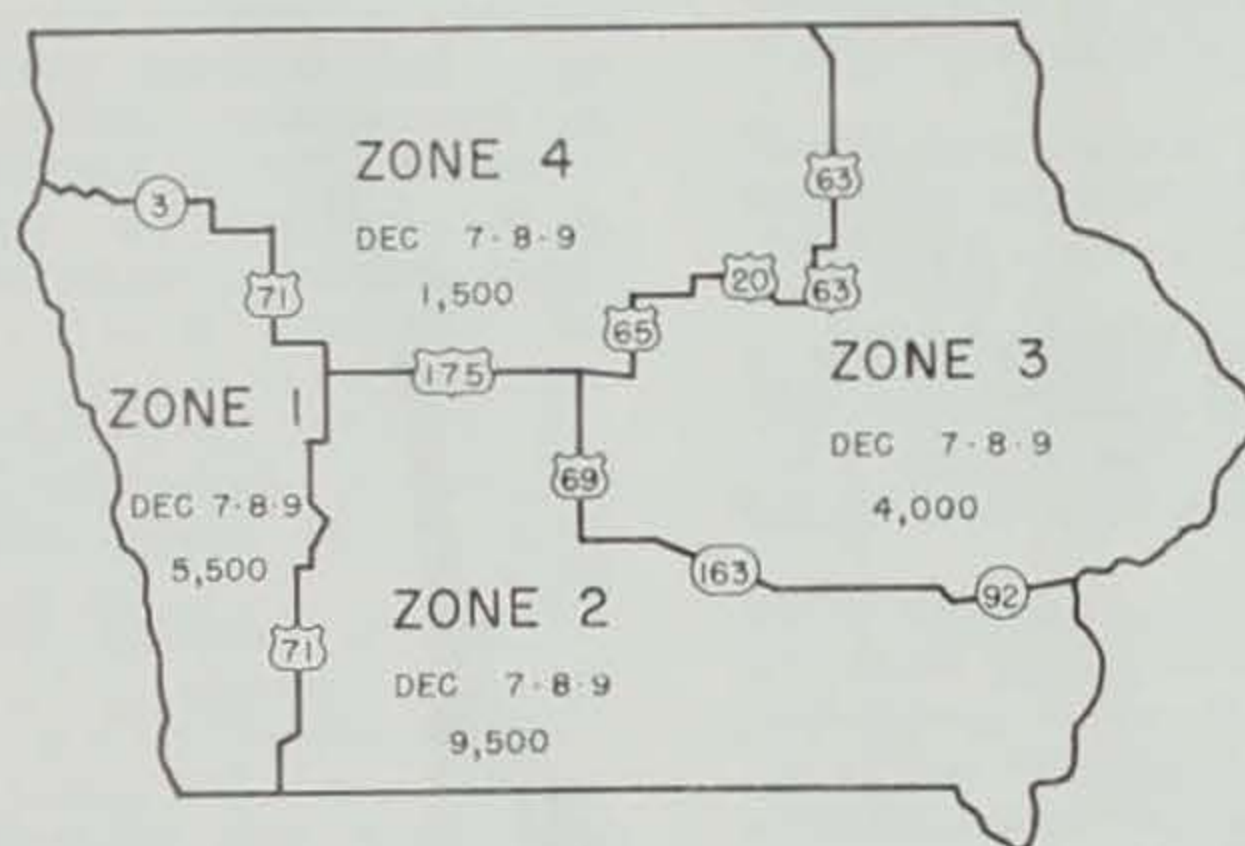 ZONE 4
DEC 7-8-9
1,500
63
3
71
20
63
65
175
ZONE 3
DEC 7-8-9
4,000
ZONE 1
DEC 7-8-9
5,500
69
163
92
ZONE 2
DEC 7-8-9
9,500
71